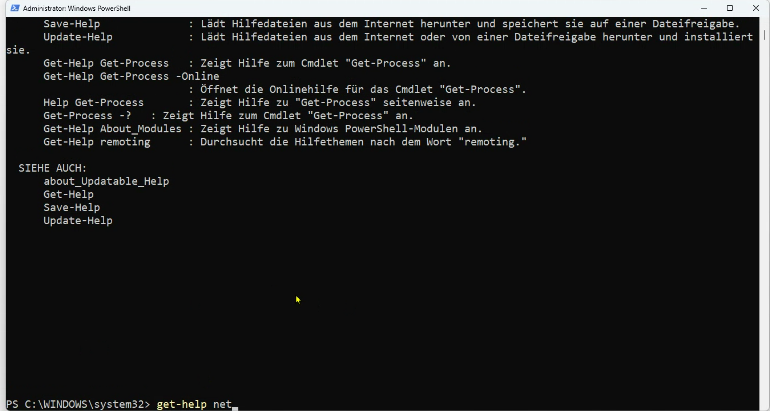 Administrator: Windows PowerShell
Save-Help : Lädt Hilfedateien aus dem Internet herunter und speichert sie auf einer Dateifreigabe.
Update-Help : Lädt Hilfedateien aus dem Internet oder von einer Dateifreigabe herunter und installiert
sie.
Get-Help Get-Process : Zeigt Hilfe zum Cmdlet "Get-Process" an.
Get-Help Get-Process -Online
: Öffnet die Onlinehilfe für das Cmdlet "Get-Process".
Help Get-Process : Zeigt Hilfe zu "Get-Process" seitenweise an.
Get-Process -? : Zeigt Hilfe zum Cmdlet "Get-Process" an.
Get-Help About_Modules : Zeigt Hilfe zu Windows PowerShell-Modulen an.
Get-Help remoting : Durchsucht die Hilfethemen nach dem Wort "remoting."
SIEHE AUCH:
about_Updatable_Help
Get-Help
Save-Help
Update-Help
PS C:\WINDOWS\system32> get-help net_